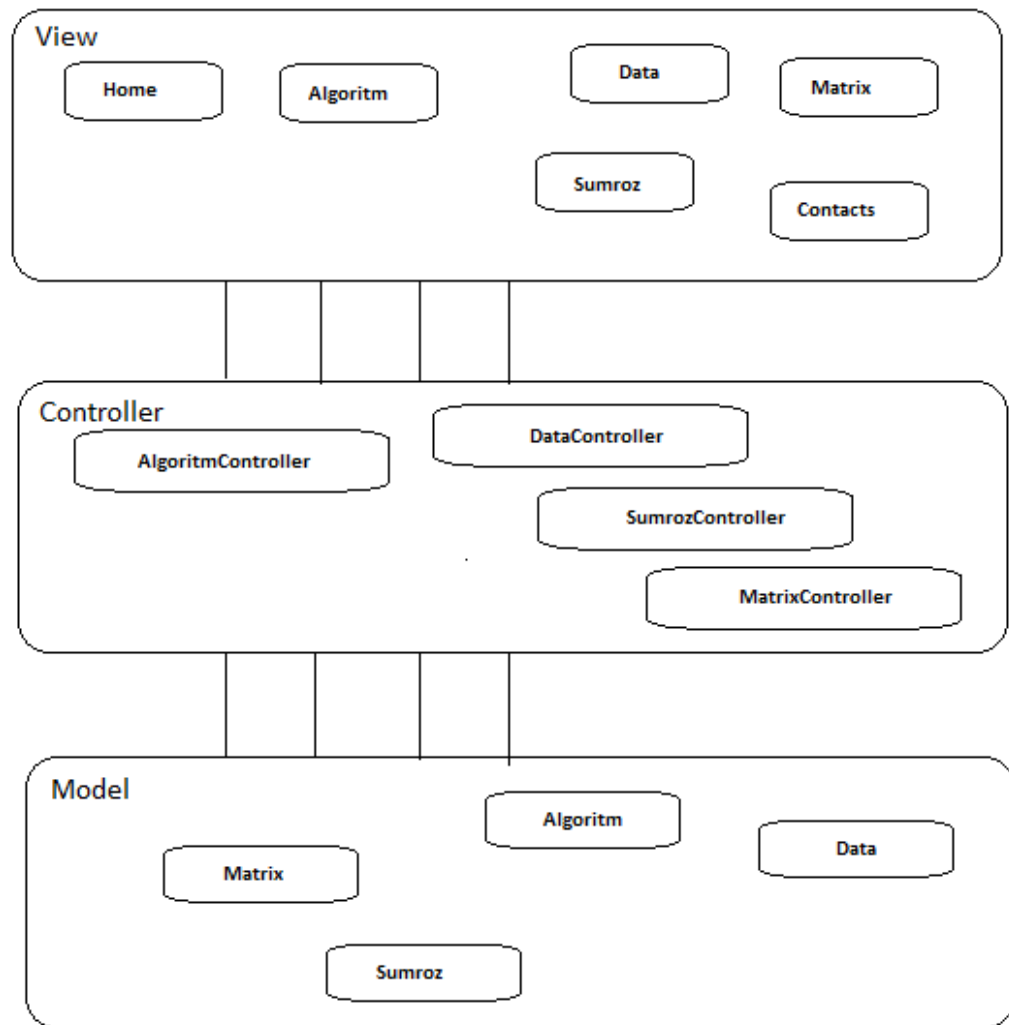 View
Home
Algoritm
Data
Matrix
Sumroz
Contacts
Controller
AlgoritmController
DataController
SumrozController
MatrixController
Model
Algoritm
Data
Matrix
Sumroz